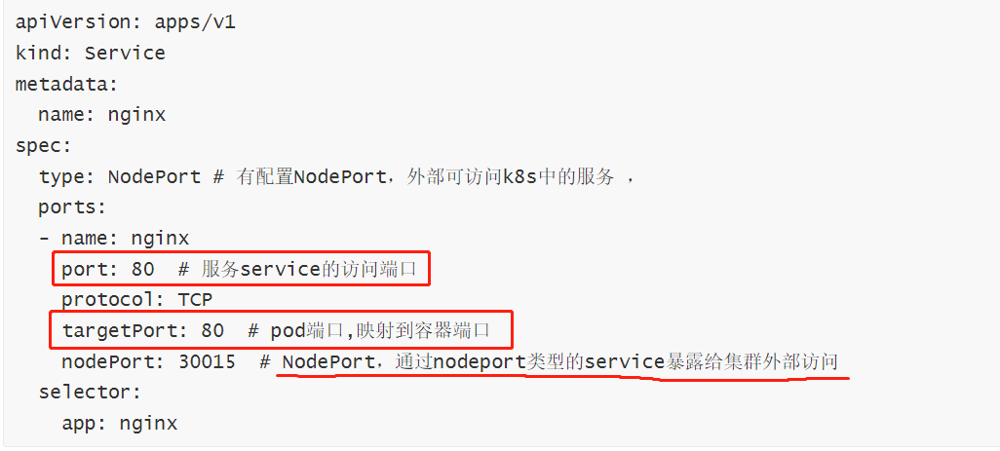 apiVersion: apps/v1
kind: Service
metadata:
  name: nginx
spec:
  type: NodePort # 有配置NodePort，外部可访问k8s中的服务 ，
  ports:
  - name: nginx
    port: 80  # 服务service的访问端口
    protocol: TCP
    targetPort: 80  # pod端口,映射到容器端口
    nodePort: 30015  # NodePort，通过nodeport类型的service暴露给集群外部访问
  selector:
    app: nginx